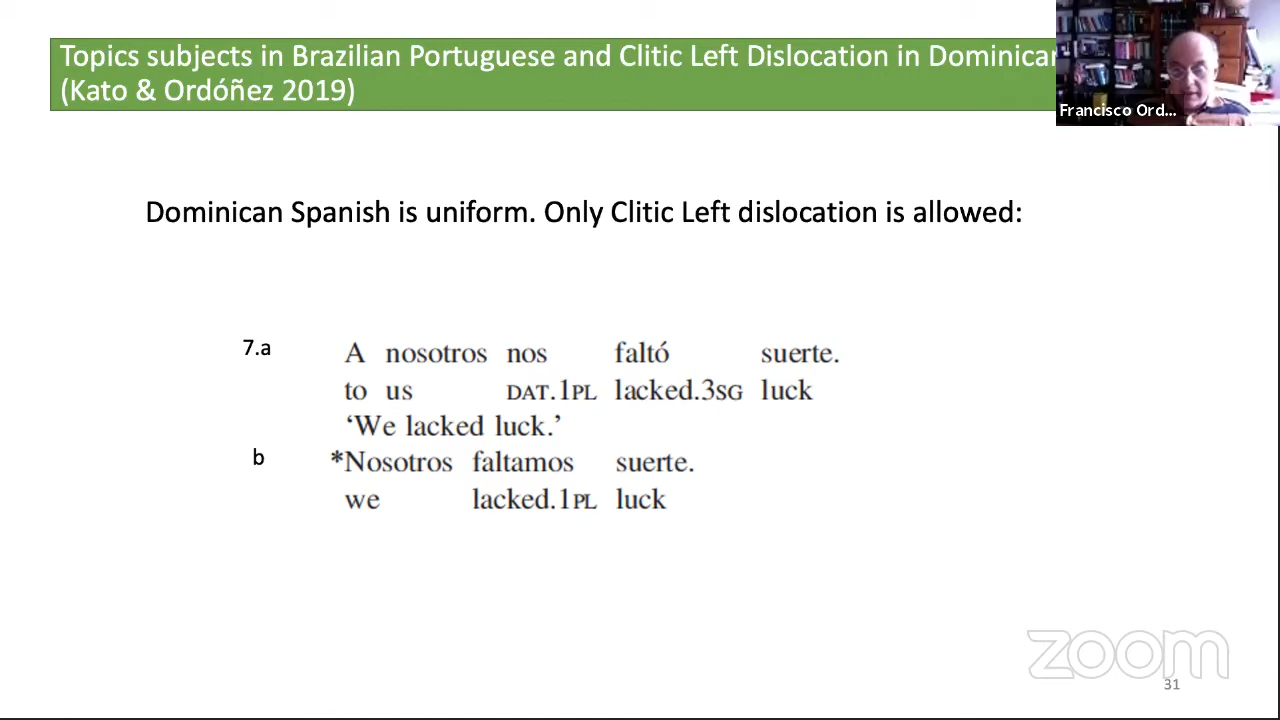 Topics subjects in Brazilian Portuguese and Clitic Left Dislocation in Dominican
(Kato & Ordóñez 2019)
Francisco Ord...
Dominican Spanish is uniform. Only Clitic Left dislocation is allowed:
7.a A nosotros nos faltó suerte.
to us DAT.1PL lacked.3SG luck
‘We lacked luck.’
b *Nosotros faltamos suerte.
we lacked.1PL luck
zoom
31